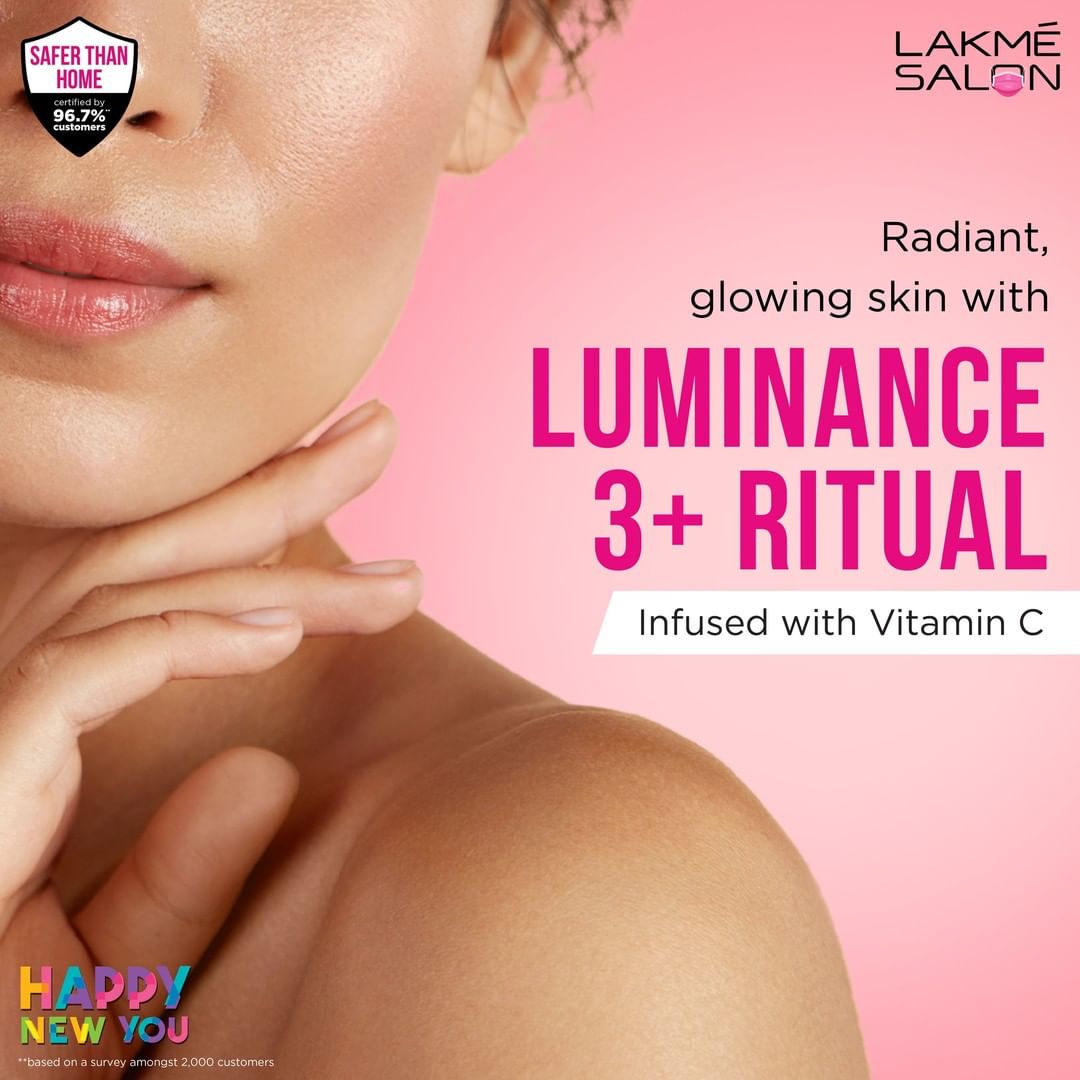 SAFER THAN
HOME
certified by
96.7%**
customers
LAKMÉ
SALON
Radiant,
glowing skin with
LUMINANCE
3+ RITUAL
Infused with Vitamin C
HAPPY
NEW YOU
**based on a survey amongst 2,000 customers